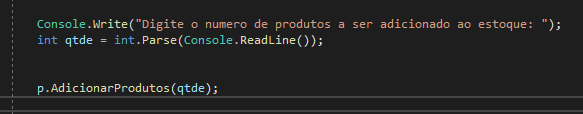 Console.Write("Digite o numero de produtos a ser adicionado ao estoque: ");
int qtde = int.Parse(Console.ReadLine());
p.AdicionarProdutos(qtde);